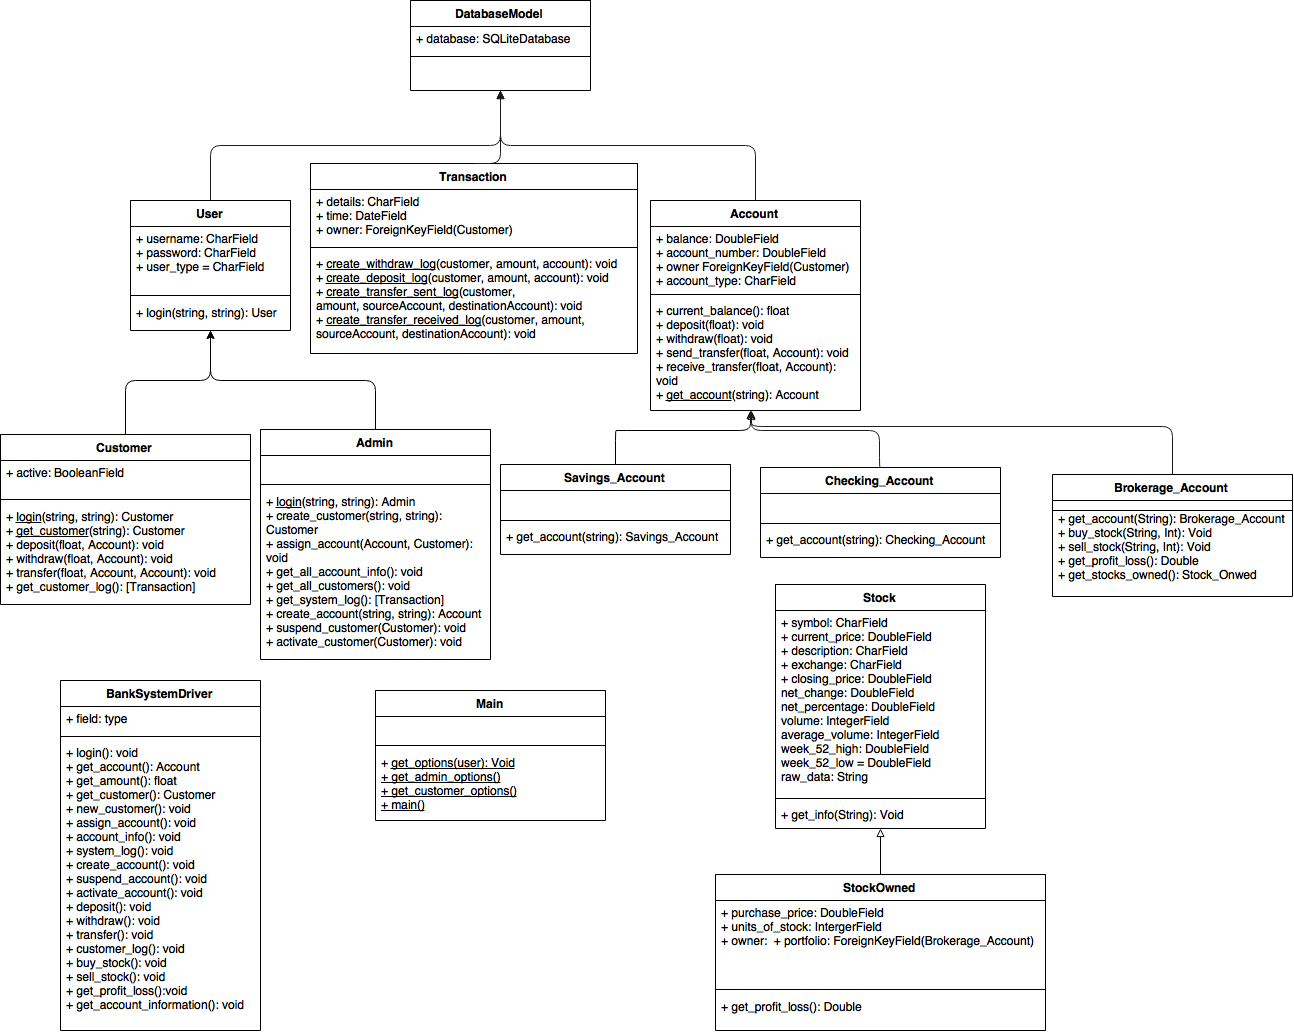 DatabaseModel
+ database: SQLiteDatabase
Transaction
+ details: CharField
+ time: DateField
+ owner: ForeignKeyField(Customer)
+ create_withdraw_log(customer, amount, account): void
+ create_deposit_log(customer, amount, account): void
+ create_transfer_sent_log(customer,
amount, sourceAccount, destinationAccount): void
+ create_transfer_received_log(customer, amount,
sourceAccount, destinationAccount): void
User
+ username: CharField
+ password: CharField
+ user_type = CharField
+ login(string, string): User
Account
+ balance: DoubleField
+ account_number: DoubleField
+ owner ForeignKeyField(Customer)
+ account_type: CharField
+ current_balance(): float
+ deposit(float): void
+ withdraw(float): void
+ send_transfer(float, Account): void
+ receive_transfer(float, Account):
void
+ get_account(string): Account
Customer
+ active: BooleanField
+ login(string, string): Customer
+ get_customer(string): Customer
+ deposit(float, Account): void
+ withdraw(float, Account): void
+ transfer(float, Account, Account): void
+ get_customer_log(): [Transaction]
Admin
+ login(string, string): Admin
+ create_customer(string, string):
Customer
+ assign_account(Account, Customer):
void
+ get_all_account_info(): void
+ get_all_customers(): void
+ get_system_log(): [Transaction]
+ create_account(string, string): Account
+ suspend_customer(Customer): void
+ activate_customer(Customer): void
Savings_Account
+ get_account(string): Savings_Account
Checking_Account
+ get_account(string): Checking_Account
Brokerage_Account
+ get_account(String): Brokerage_Account
+ buy_stock(String, Int): Void
+ sell_stock(String, Int): Void
+ get_profit_loss(): Double
+ get_stocks_owned(): Stock_Onwed
Stock
+ symbol: CharField
+ current_price: DoubleField
+ description: CharField
+ exchange: CharField
+ closing_price: DoubleField
net_change: DoubleField
net_percentage: DoubleField
volume: IntegerField
average_volume: IntegerField
week_52_high: DoubleField
week_52_low = DoubleField
raw_data: String
+ get_info(String): Void
BankSystemDriver
+ field: type
+ login(): void
+ get_account(): Account
+ get_amount(): float
+ get_customer(): Customer
+ new_customer(): void
+ assign_account(): void
+ account_info(): void
+ system_log(): void
+ create_account(): void
+ suspend_account(): void
+ activate_account(): void
+ deposit(): void
+ withdraw(): void
+ transfer(): void
+ customer_log(): void
+ buy_stock(): void
+ sell_stock(): void
+ get_profit_loss():void
+ get_account_information(): void
Main
+ get_options(user): Void
+ get_admin_options()
+ get_customer_options()
+ main()
StockOwned
+ purchase_price: DoubleField
+ units_of_stock: IntergerField
+ owner:  + portfolio: ForeignKeyField(Brokerage_Account)
+ get_profit_loss(): Double